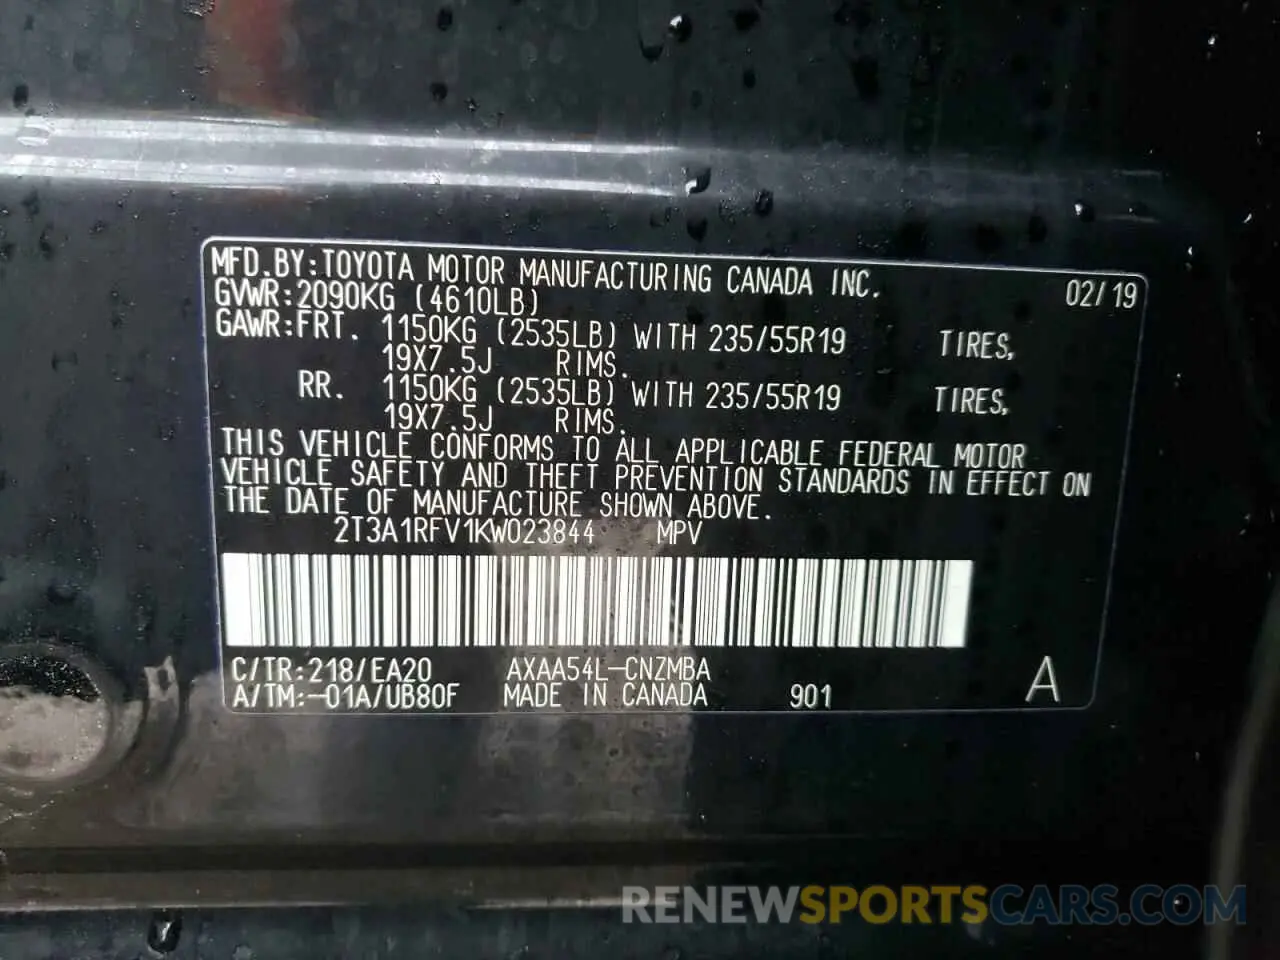 MFD.BY:TOYOTA MOTOR MANUFACTURING CANADA INC. 02/19
GVWR:2090KG (4610LB)
GAWR:FRT. 1150KG (2535LB) WITH 235/55R19 TIRES,
19X7.5J RIMS.
RR. 1150KG (2535LB) WITH 235/55R19 TIRES,
19X7.5J RIMS.
THIS VEHICLE CONFORMS TO ALL APPLICABLE FEDERAL MOTOR
VEHICLE SAFETY AND THEFT PREVENTION STANDARDS IN EFFECT ON
THE DATE OF MANUFACTURE SHOWN ABOVE.
2T3A1RFV1KW023844 MPV
C/TR:218/EA20 AXAA54L-CNZMBA
A/TM:-01A/UB80F MADE IN CANADA 901 A
RENEWSPORTSCARS.COM